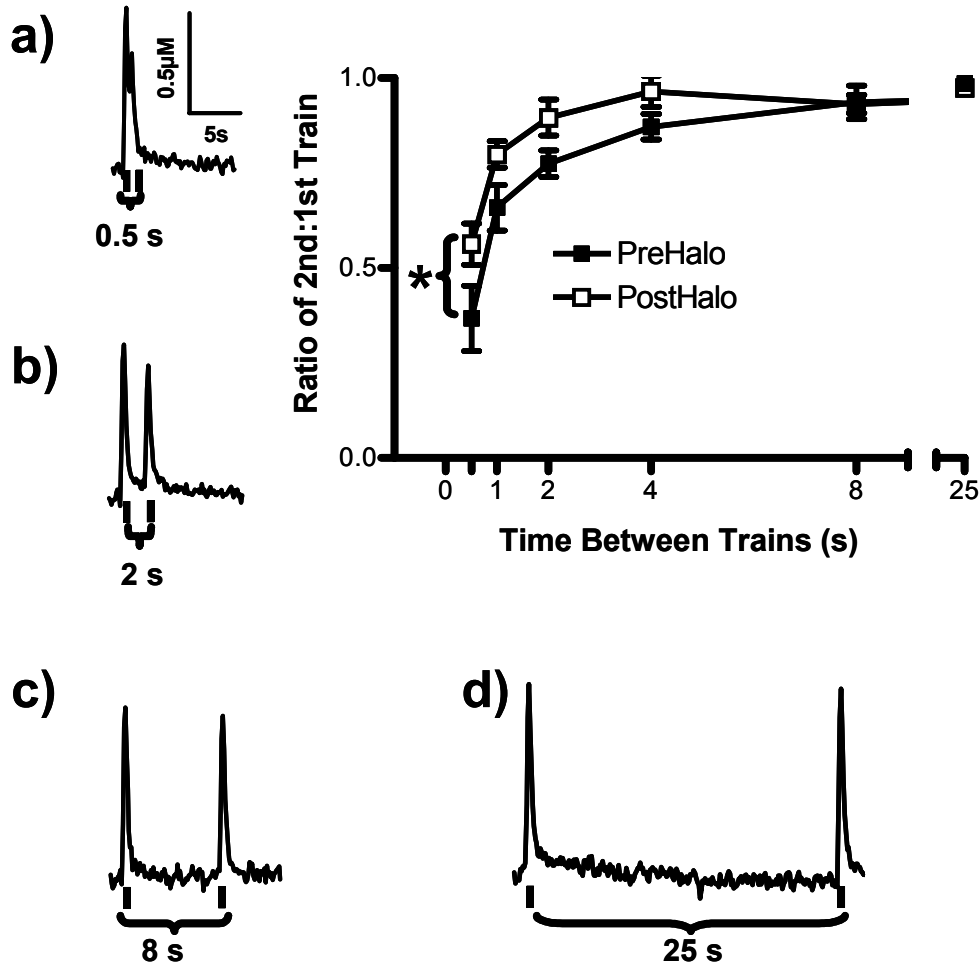 a)
0.5µM
5s
0.5 s
b)
2 s
Ratio of 2nd:1st Train
1.0
0.5
0.0
*
PreHalo
PostHalo
0 1 2 4 8 25
Time Between Trains (s)
c)
8 s
d)
25 s